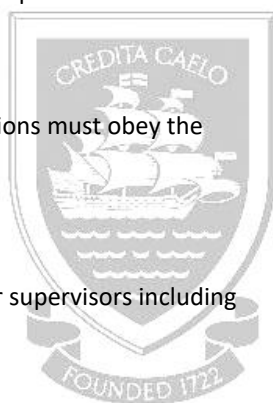 CREDITA CAELO
ions must obey the
r supervisors including
FOUNDED 1722